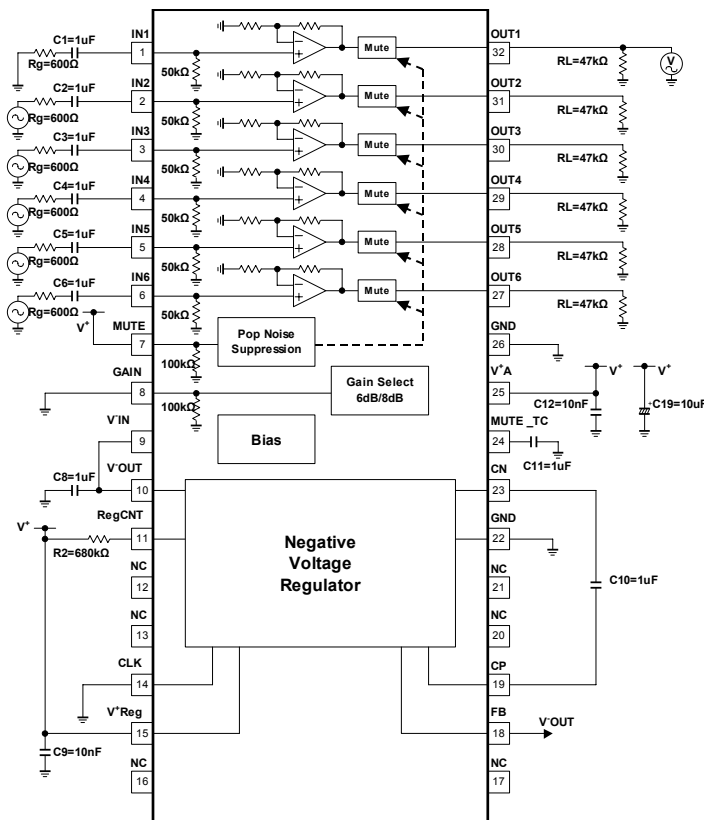 C1=1uF
IN1
1
Rg=600Ω
50kΩ
Mute
OUT1
32
RL=47kΩ
V
C2=1uF
IN2
2
Rg=600Ω
50kΩ
Mute
OUT2
31
RL=47kΩ
C3=1uF
IN3
3
Rg=600Ω
50kΩ
Mute
OUT3
30
RL=47kΩ
C4=1uF
IN4
4
Rg=600Ω
50kΩ
Mute
OUT4
29
RL=47kΩ
C5=1uF
IN5
5
Rg=600Ω
50kΩ
Mute
OUT5
28
RL=47kΩ
C6=1uF
IN6
6
Rg=600Ω
50kΩ
Mute
OUT6
27
RL=47kΩ
V+
MUTE
7
100kΩ
Pop Noise
Suppression
GND
26
GAIN
8
100kΩ
Gain Select
6dB/8dB
V+A
25
V+
V+
C12=10nF
+C19=10uF
V-IN
9
Bias
MUTE _TC
24
C11=1uF
V-OUT
10
C8=1uF
CN
23
V+
RegCNT
11
R2=680kΩ
Negative
Voltage
Regulator
GND
22
C10=1uF
NC
12
NC
21
NC
13
NC
20
CLK
14
CP
19
V+Reg
15
C9=10nF
FB
18
V-OUT
NC
16
NC
17